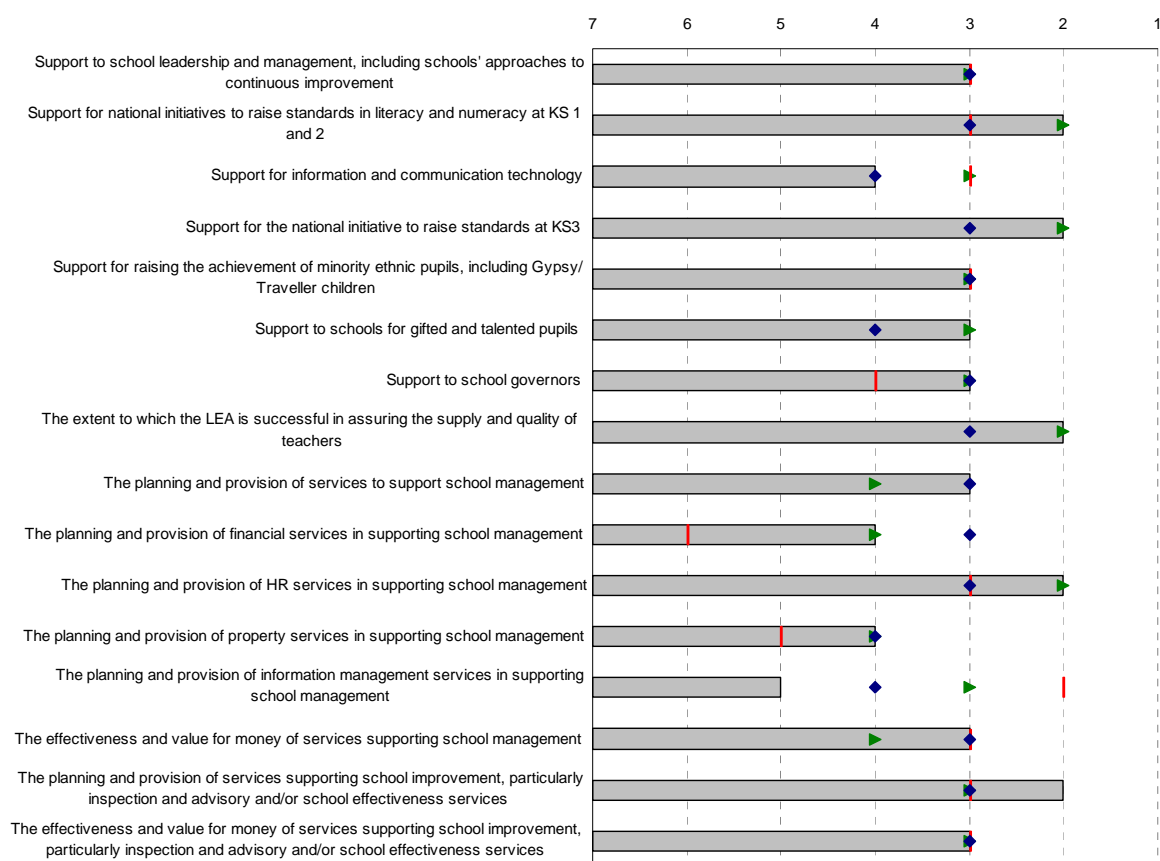 7 6 5 4 3 2 1
Support to school leadership and management, including schools' approaches to
continuous improvement
Support for national initiatives to raise standards in literacy and numeracy at KS 1
and 2
Support for information and communication technology
Support for the national initiative to raise standards at KS3
Support for raising the achievement of minority ethnic pupils, including Gypsy/
Traveller children
Support to schools for gifted and talented pupils
Support to school governors
The extent to which the LEA is successful in assuring the supply and quality of
teachers
The planning and provision of services to support school management
The planning and provision of financial services in supporting school management
The planning and provision of HR services in supporting school management
The planning and provision of property services in supporting school management
The planning and provision of information management services in supporting
school management
The effectiveness and value for money of services supporting school management
The planning and provision of services supporting school improvement, particularly
inspection and advisory and/or school effectiveness services
The effectiveness and value for money of services supporting school improvement,
particularly inspection and advisory and/or school effectiveness services